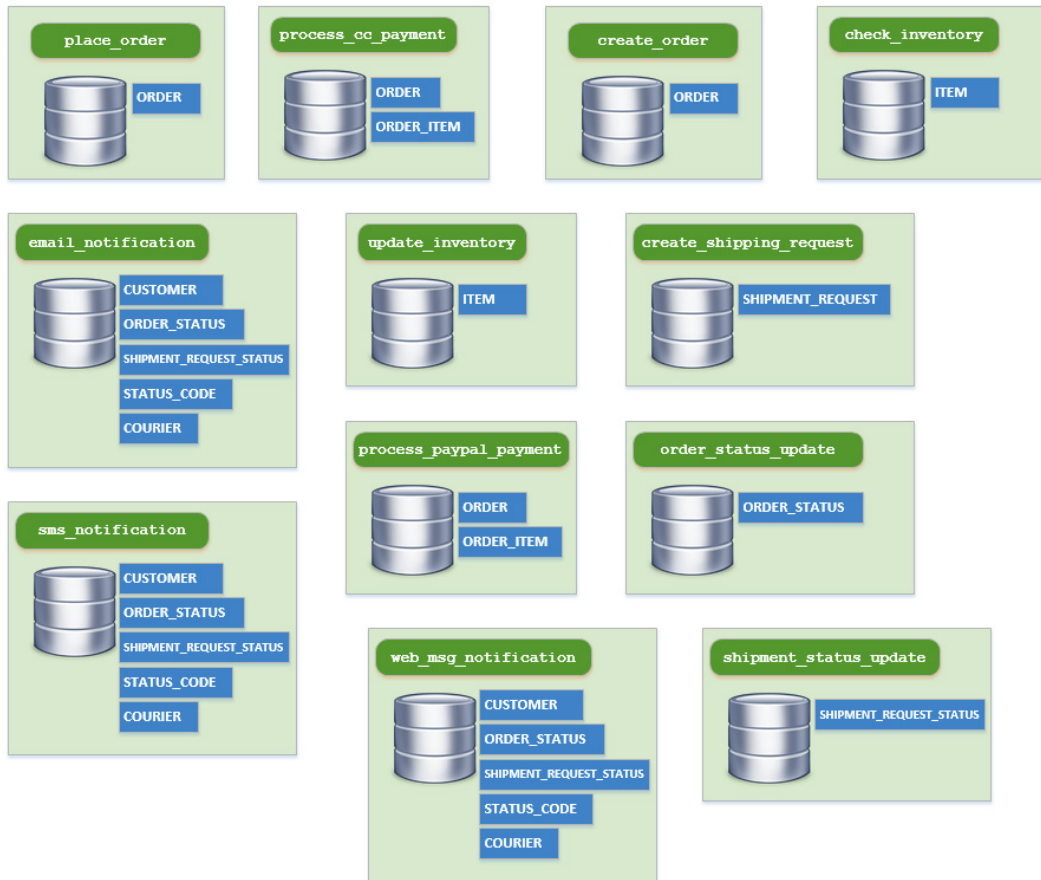 place_order
ORDER
process_cc_payment
ORDER
ORDER_ITEM
create_order
ORDER
check_inventory
ITEM
email_notification
CUSTOMER
ORDER_STATUS
SHIPMENT_REQUEST_STATUS
STATUS_CODE
COURIER
update_inventory
ITEM
create_shipping_request
SHIPMENT_REQUEST
process_paypal_payment
ORDER
ORDER_ITEM
order_status_update
ORDER_STATUS
sms_notification
CUSTOMER
ORDER_STATUS
SHIPMENT_REQUEST_STATUS
STATUS_CODE
COURIER
web_msg_notification
CUSTOMER
ORDER_STATUS
SHIPMENT_REQUEST_STATUS
STATUS_CODE
COURIER
shipment_status_update
SHIPMENT_REQUEST_STATUS